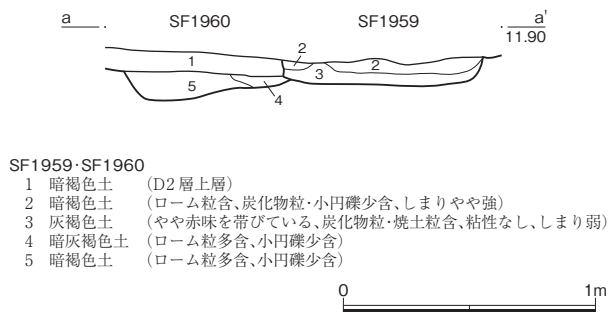 a SF1960 SF1959 a'
11.90
2
1 2
3
5 4
SF1959·SF1960
1 暗褐色土 (D2層上層)
2 暗褐色土 (ローム粒含、炭化物粒・小円礫少含、しまりやや強)
3 灰褐色土 (やや赤味を帯びている、炭化物粒・焼土粒含、粘性なし、しまり弱)
4 暗灰褐色土 (ローム粒多含、小円礫少含)
5 暗褐色土 (ローム粒多含、小円礫少含)
0 1m